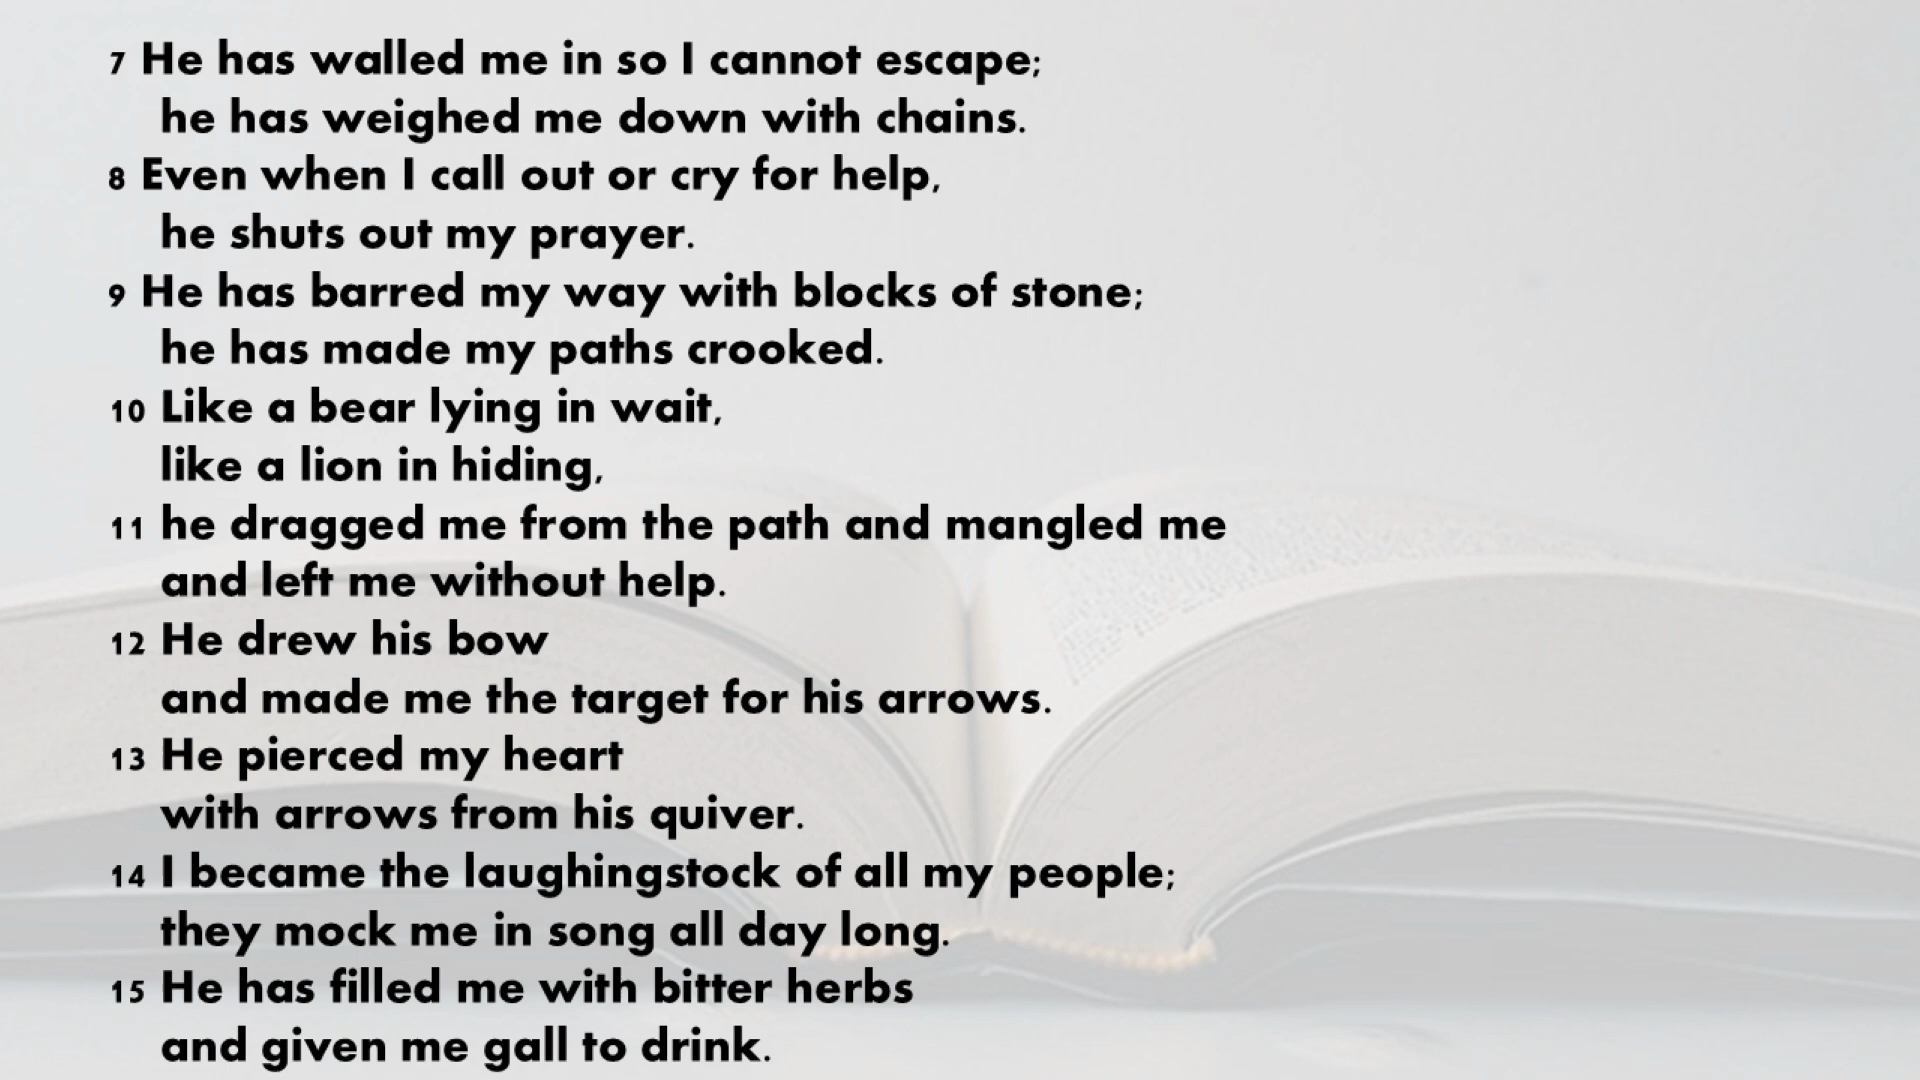 7 He has walled me in so I cannot escape;
he has weighed me down with chains.
8 Even when I call out or cry for help,
he shuts out my prayer.
9 He has barred my way with blocks of stone;
he has made my paths crooked.
10 Like a bear lying in wait,
like a lion in hiding,
11 he dragged me from the path and mangled me
and left me without help.
12 He drew his bow
and made me the target for his arrows.
13 He pierced my heart
with arrows from his quiver.
14 I became the laughingstock of all my people;
they mock me in song all day long.
15 He has filled me with bitter herbs
and given me gall to drink.